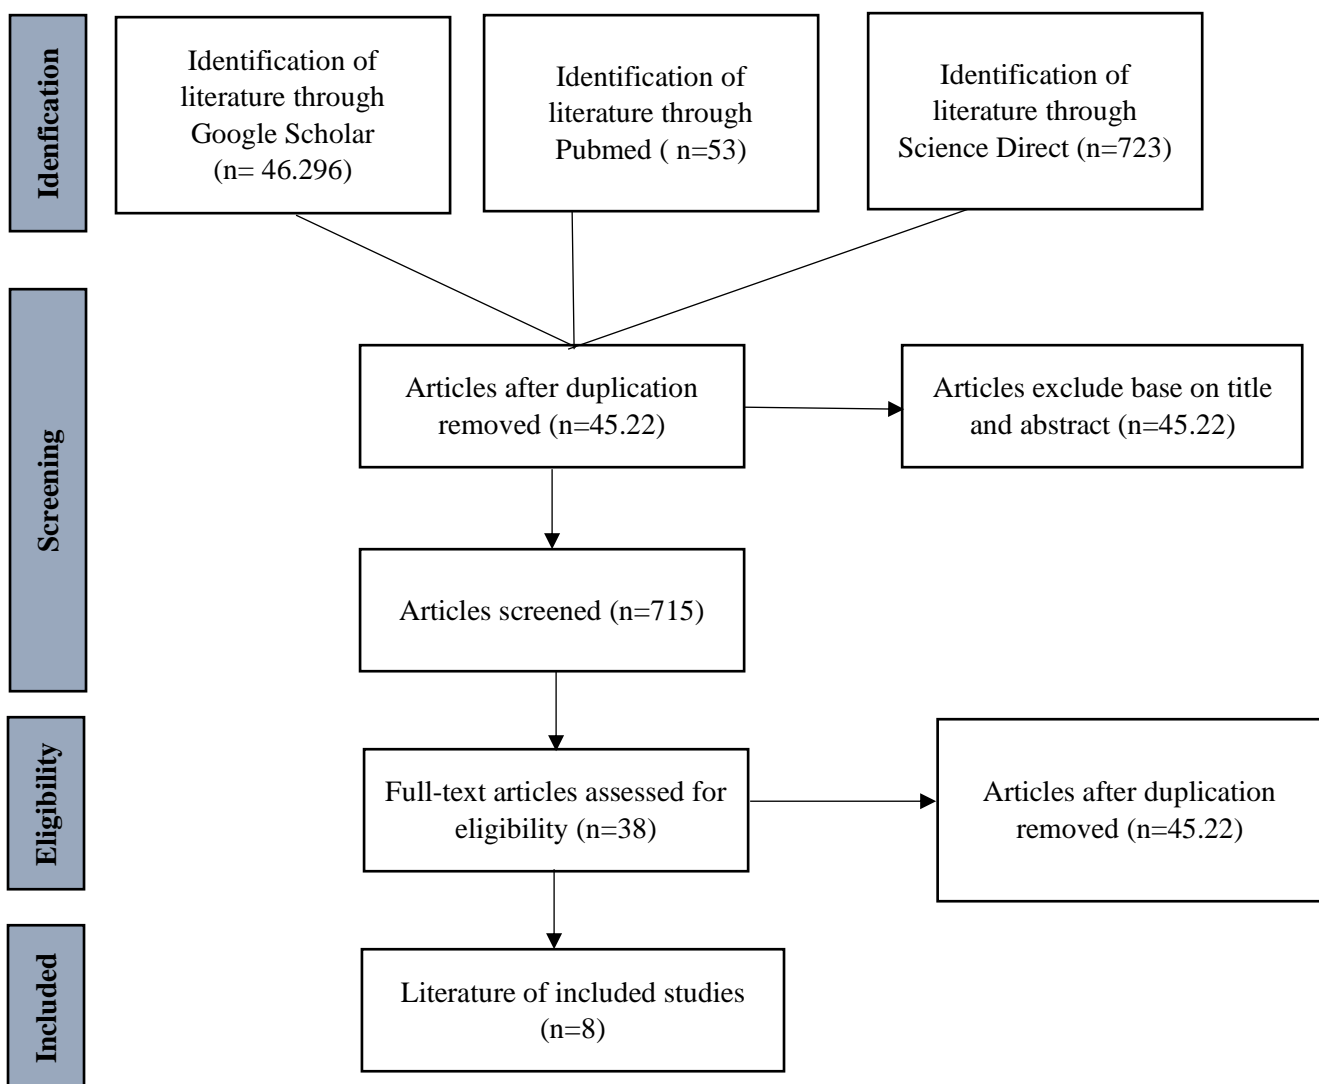 Idenfication
Identification of
literature through
Google Scholar
(n= 46.296)
Identification of
literature through
Pubmed ( n=53)
Identification of
literature through
Science Direct (n=723)
Screening
Articles after duplication
removed (n=45.22)
Articles exclude base on title
and abstract (n=45.22)
Articles screened (n=715)
Eligibility
Full-text articles assessed for
eligibility (n=38)
Articles after duplication
removed (n=45.22)
Included
Literature of included studies
(n=8)